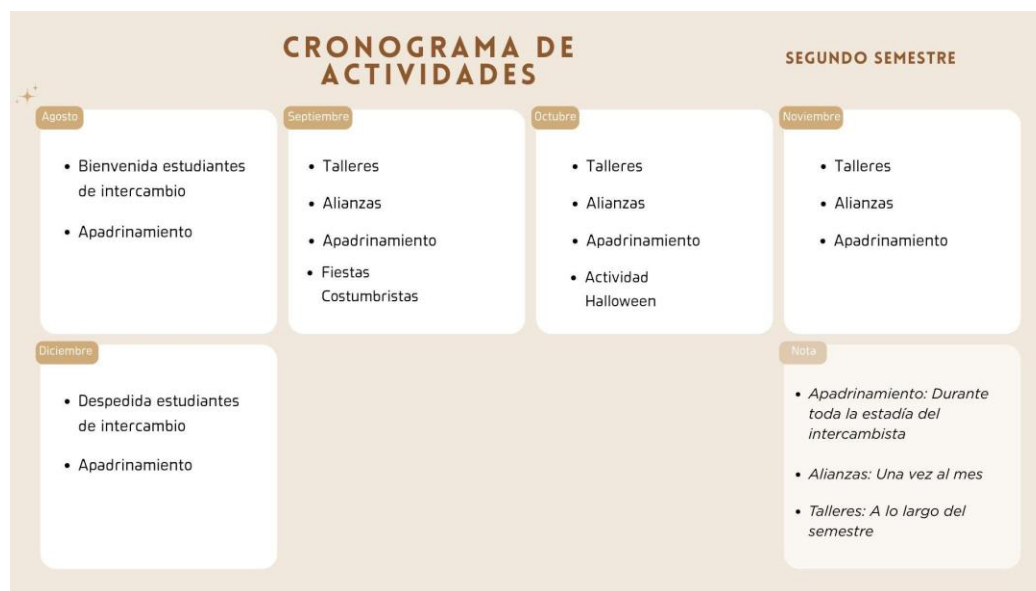 CRONOGRAMA DE
ACTIVIDADES
SEGUNDO SEMESTRE
Agosto
• Bienvenida estudiantes
de intercambio
• Apadrinamiento
Septiembre
• Talleres
• Alianzas
• Apadrinamiento
• Fiestas
Costumbristas
Octubre
• Talleres
• Alianzas
• Apadrinamiento
• Actividad
Halloween
Noviembre
• Talleres
• Alianzas
• Apadrinamiento
Diciembre
• Despedida estudiantes
de intercambio
• Apadrinamiento
Nota
• Apadrinamiento: Durante
toda la estadía del
intercambista
• Alianzas: Una vez al mes
• Talleres: A lo largo del
semestre